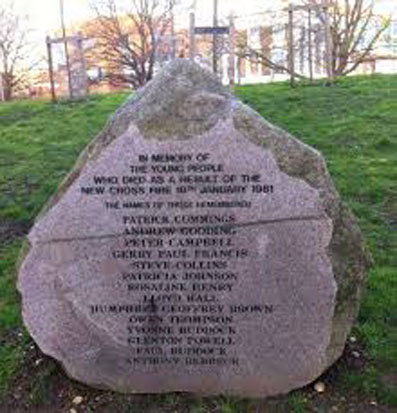 IN MEMORY OF
THE YOUNG PEOPLE
WHO DIED AS A RESULT OF THE
NEW CROSS FIRE 18TH JANUARY 1981
THE NAMES OF THOSE REMEMBERED
PATRICK CUMMINGS
ANDREW GOODING
PETER CAMPBELL
GERRY PAUL FRANCIS
STEVE COLLINS
PATRICIA JOHNSON
ROSALINE HENRY
LLOYD HALL
HUMPHREY GEOFFREY BROWN
OWEN THOMPSON
YVONNE RUDDOCK
GLENTON POWELL
PAUL RUDDOCK
ANTHONY BERBECK